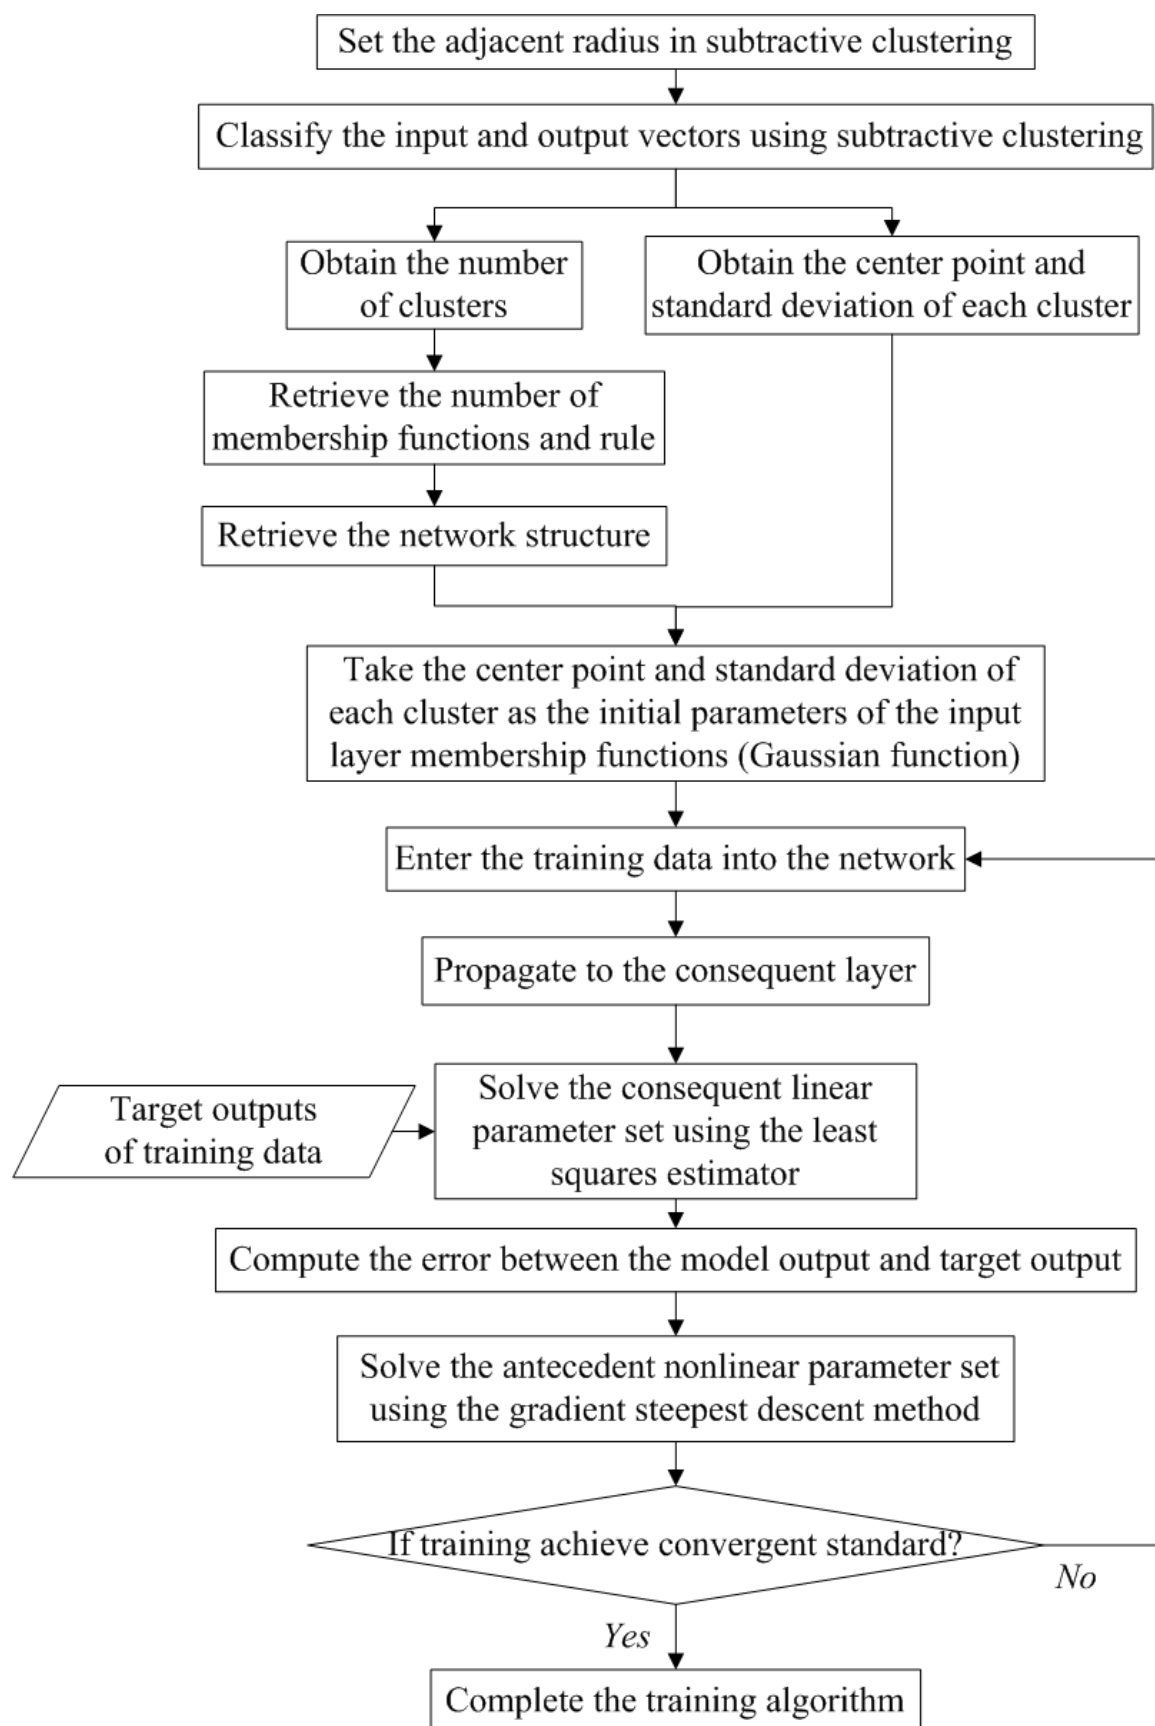 Set the adjacent radius in subtractive clustering
Classify the input and output vectors using subtractive clustering
Obtain the number
of clusters
Obtain the center point and
standard deviation of each cluster
Retrieve the number of
membership functions and rule
Retrieve the network structure
Take the center point and standard deviation of
each cluster as the initial parameters of the input
layer membership functions (Gaussian function)
Enter the training data into the network
Propagate to the consequent layer
Target outputs
of training data
Solve the consequent linear
parameter set using the least
squares estimator
Compute the error between the model output and target output
Solve the antecedent nonlinear parameter set
using the gradient steepest descent method
If training achieve convergent standard?
No
Yes
Complete the training algorithm